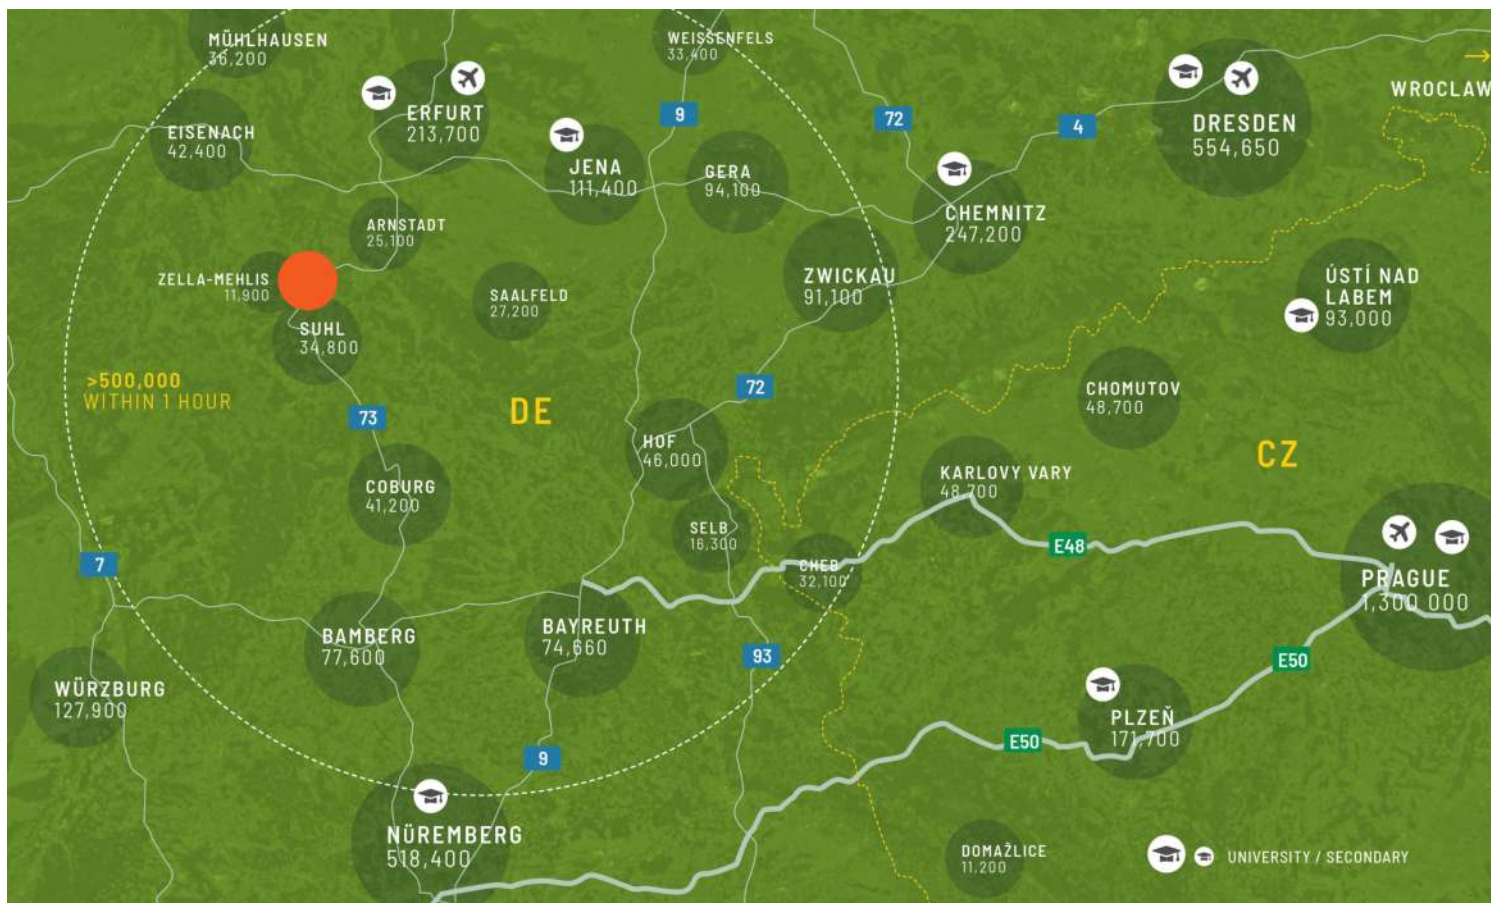 MÜHLHAUSEN
36,200
WEISSENFELS
33,400
→
WROCLAW
ERFURT
213,700
9
72
4
DRESDEN
554,650
EISENACH
42,400
JENA
111,400
GERA
94,100
CHEMNITZ
247,200
ARNSTADT
25,100
ZELLA-MEHLIS
11,900
SAALFELD
27,200
ZWICKAU
91,100
ÚSTÍ NAD
LABEM
93,000
SUHL
34,800
>500,000
WITHIN 1 HOUR
73
DE
72
CHOMUTOV
48,700
HOF
46,000
CZ
COBURG
41,200
KARLOVY VARY
48,700
SELB
16,300
E48
7
CHEB
32,100
PRAGUE
1,300 000
BAMBERG
77,600
BAYREUTH
74,660
93
E50
WÜRZBURG
127,900
PLZEŇ
171,700
E50
9
NÜREMBERG
518,400
DOMAŽLICE
11,200
UNIVERSITY / SECONDARY